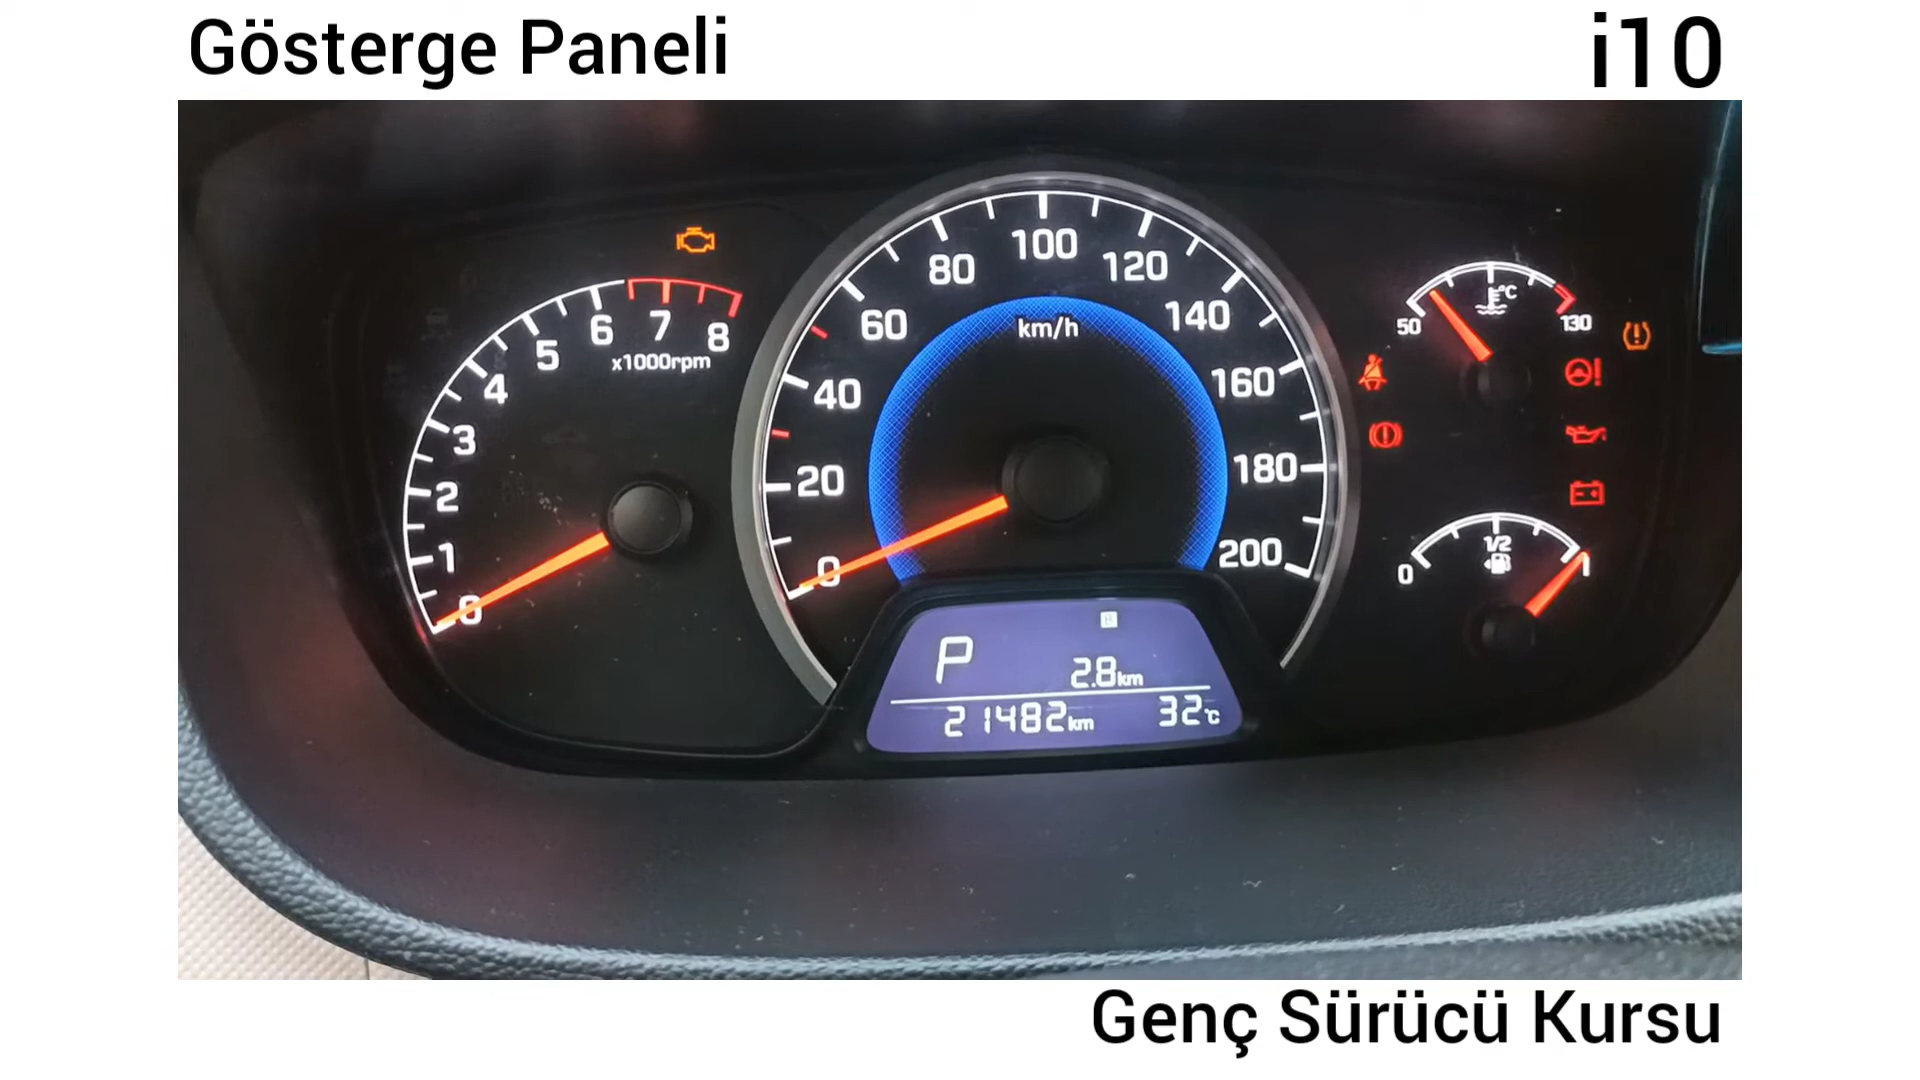 Gösterge Paneli
i10
0
1
2
3
4
5
6
7
8
x1000rpm
0
20
40
60
80
100
120
140
160
180
200
km/h
50
°C
130
0
1/2
1
P
2.8km
21482km
32°C
Genç Sürücü Kursu